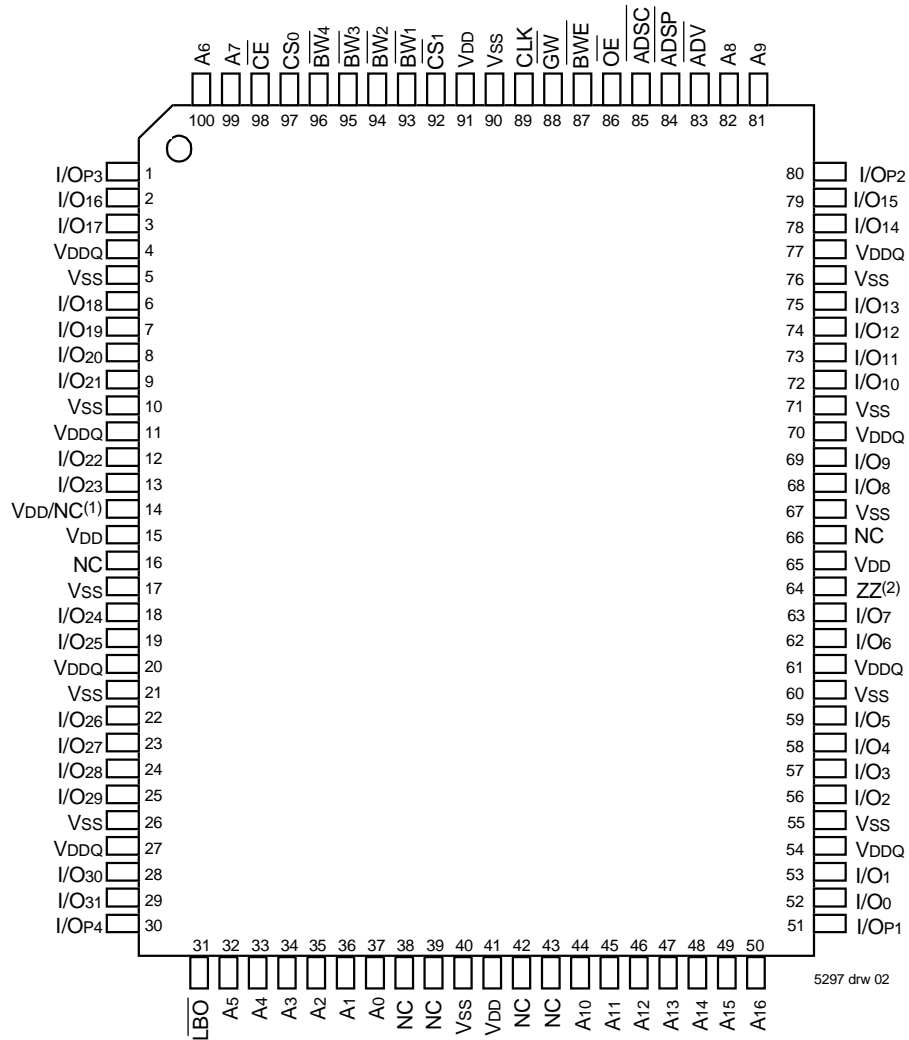 A6 A7 CE CS0 BW4 BW3 BW2 BW1 CS1 VDD VSS CLK GW BWE OE ADSC ADSP ADV A8 A9
100 99 98 97 96 95 94 93 92 91 90 89 88 87 86 85 84 83 82 81
I/OP3 1 80 I/OP2
I/O16 2 79 I/O15
I/O17 3 78 I/O14
VDDQ 4 77 VDDQ
VSS 5 76 VSS
I/O18 6 75 I/O13
I/O19 7 74 I/O12
I/O20 8 73 I/O11
I/O21 9 72 I/O10
VSS 10 71 VSS
VDDQ 11 70 VDDQ
I/O22 12 69 I/O9
I/O23 13 68 I/O8
VDD/NC(1) 14 67 VSS
VDD 15 66 NC
NC 16 65 VDD
VSS 17 64 ZZ(2)
I/O24 18 63 I/O7
I/O25 19 62 I/O6
VDDQ 20 61 VDDQ
VSS 21 60 VSS
I/O26 22 59 I/O5
I/O27 23 58 I/O4
I/O28 24 57 I/O3
I/O29 25 56 I/O2
VSS 26 55 VSS
VDDQ 27 54 VDDQ
I/O30 28 53 I/O1
I/O31 29 52 I/O0
I/OP4 30 51 I/OP1
31 32 33 34 35 36 37 38 39 40 41 42 43 44 45 46 47 48 49 50
LBO A5 A4 A3 A2 A1 A0 NC NC VSS VDD NC NC A10 A11 A12 A13 A14 A15 A16
5297 drw 02